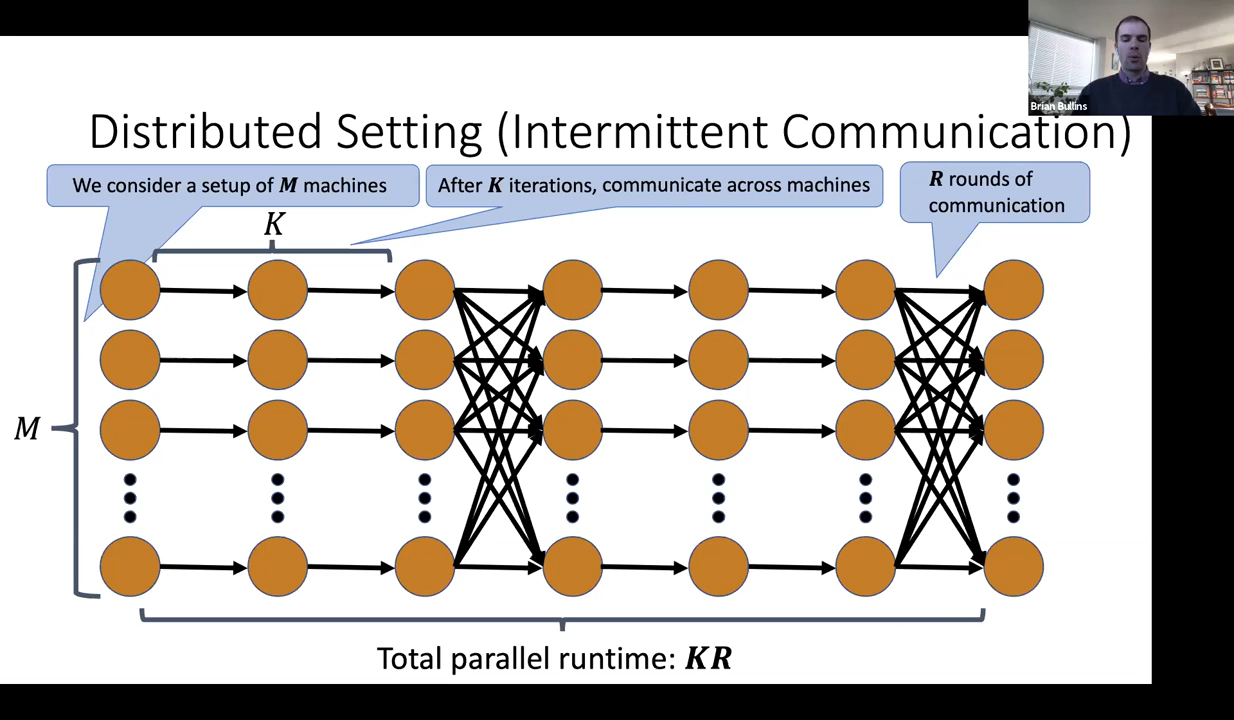 Brian Bullins
Distributed Setting (Intermittent Communication)
We consider a setup of M machines
After K iterations, communicate across machines
R rounds of
communication
K
M
Total parallel runtime: KR